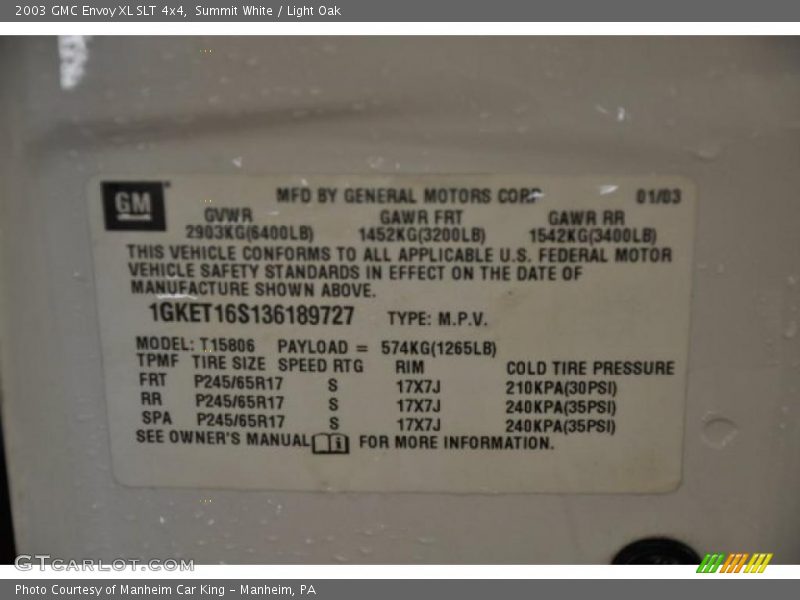 2003 GMC Envoy XL SLT 4x4, Summit White / Light Oak
GM
MFD BY GENERAL MOTORS CORP 01/03
GVWR GAWR FRT GAWR RR
2903KG(6400LB) 1452KG(3200LB) 1542KG(3400LB)
THIS VEHICLE CONFORMS TO ALL APPLICABLE U.S. FEDERAL MOTOR
VEHICLE SAFETY STANDARDS IN EFFECT ON THE DATE OF
MANUFACTURE SHOWN ABOVE.
1GKET16S136189727 TYPE: M.P.V.
MODEL: T15806 PAYLOAD = 574KG(1265LB)
TPMF TIRE SIZE SPEED RTG RIM COLD TIRE PRESSURE
FRT P245/65R17 S 17X7J 210KPA(30PSI)
RR P245/65R17 S 17X7J 240KPA(35PSI)
SPA P245/65R17 S 17X7J 240KPA(35PSI)
SEE OWNER'S MANUAL FOR MORE INFORMATION.
GTCarLot.com
Photo Courtesy of Manheim Car King - Manheim, PA